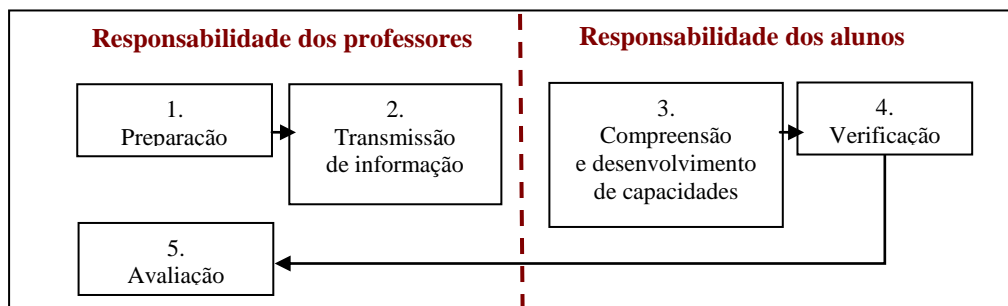 Responsabilidade dos professores
Responsabilidade dos alunos
1.
Preparação
2.
Transmissão
de informação
3.
Compreensão
e desenvolvimento
de capacidades
4.
Verificação
5.
Avaliação